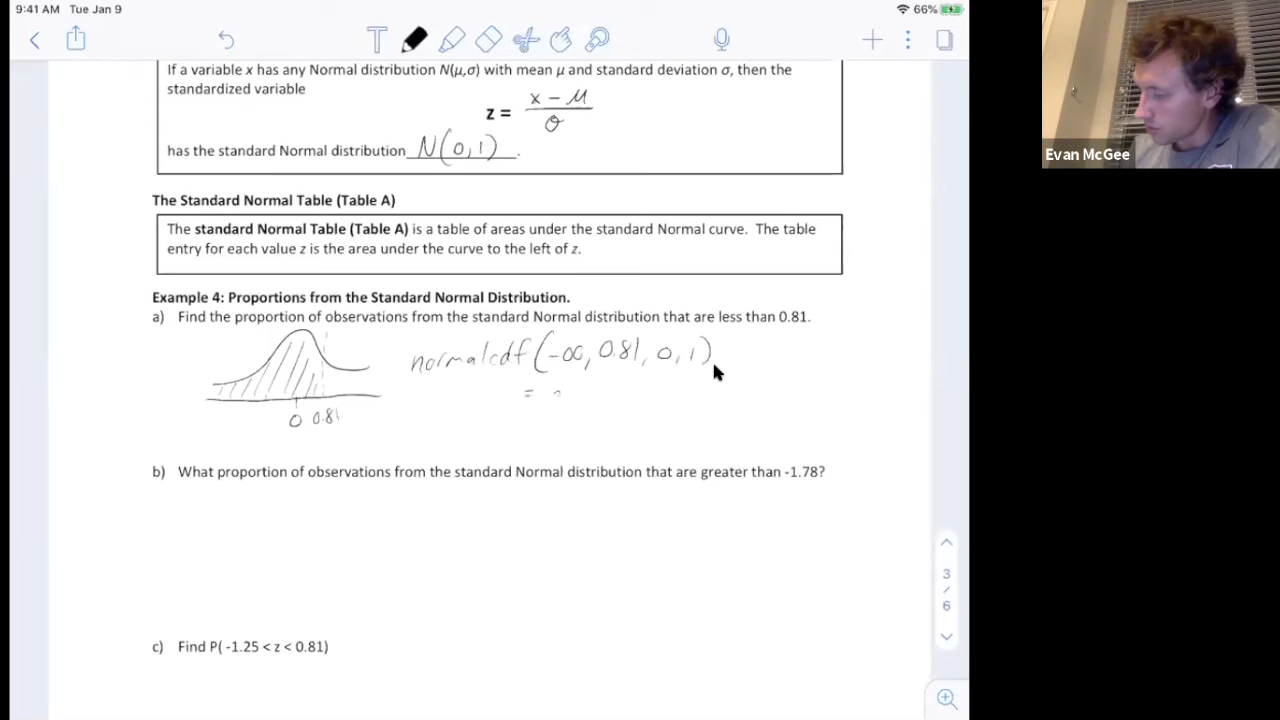 9:41 AM Tue Jan 9
66%
If a variable x has any Normal distribution N(μ,σ) with mean μ and standard deviation σ, then the
standardized variable
z = x - μ / σ
has the standard Normal distribution N(0,1).
The Standard Normal Table (Table A)
The standard Normal Table (Table A) is a table of areas under the standard Normal curve. The table
entry for each value z is the area under the curve to the left of z.
Example 4: Proportions from the Standard Normal Distribution.
a) Find the proportion of observations from the standard Normal distribution that are less than 0.81.
normalcdf(-∞, 0.81, 0, 1)
=
0 0.81
b) What proportion of observations from the standard Normal distribution that are greater than -1.78?
c) Find P( -1.25 < z < 0.81)
3
/
6
Evan McGee